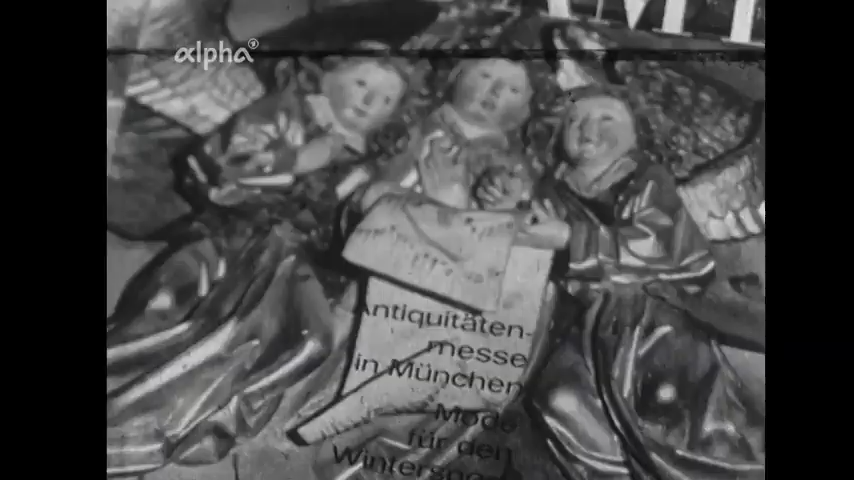 alpha
Antiquitäten-
messe
in München
Mode
für den